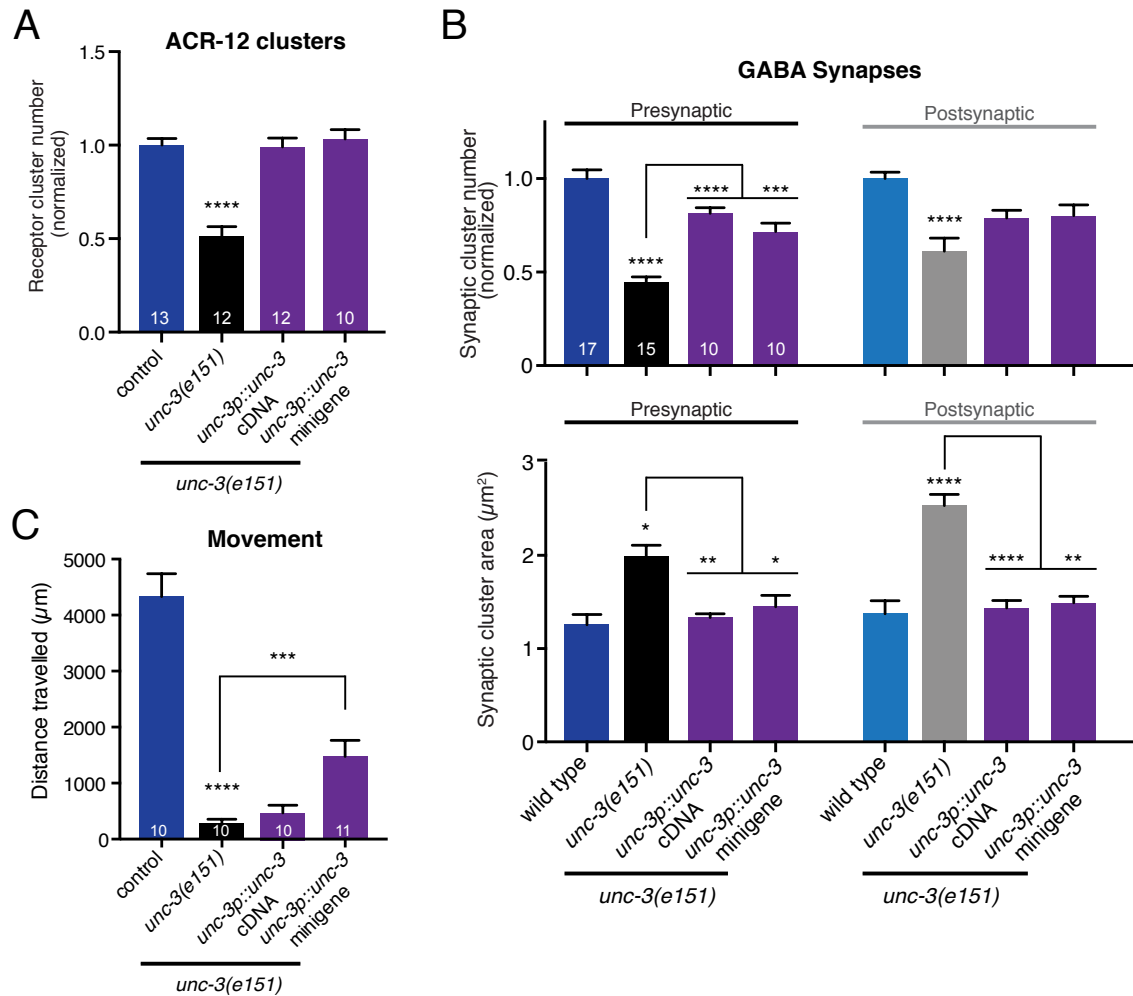 A
ACR-12 clusters
Receptor cluster number
(normalized)
1.5
1.0
0.5
0.0
****
13
12
12
10
control
unc-3(e151)
unc-3p::unc-3
cDNA
unc-3p::unc-3
minigene
unc-3(e151)
B
GABA Synapses
Presynaptic
Postsynaptic
Synaptic cluster number
(normalized)
1.0
0.5
0
****
****
***
****
17
15
10
10
Presynaptic
Postsynaptic
Synaptic cluster area (µm²)
3
2
1
0
*
**
*
****
****
**
wild type
unc-3(e151)
unc-3p::unc-3
cDNA
unc-3p::unc-3
minigene
unc-3(e151)
wild type
unc-3(e151)
unc-3p::unc-3
cDNA
unc-3p::unc-3
minigene
unc-3(e151)
C
Movement
Distance travelled (µm)
5000
4000
3000
2000
1000
0
****
***
10
10
10
11
control
unc-3(e151)
unc-3p::unc-3
cDNA
unc-3p::unc-3
minigene
unc-3(e151)